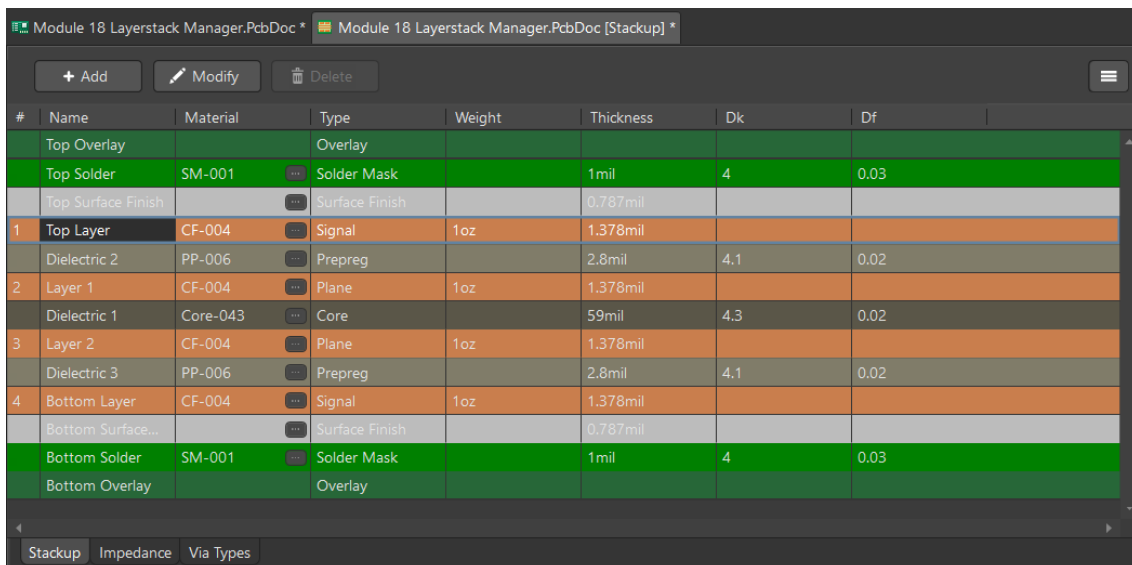 Module 18 Layerstack Manager.PcbDoc * Module 18 Layerstack Manager.PcbDoc [Stackup] *
+ Add Modify Delete
# Name Material Type Weight Thickness Dk Df
Top Overlay Overlay
Top Solder SM-001 Solder Mask 1mil 4 0.03
Top Surface Finish Surface Finish 0.787mil
1 Top Layer CF-004 Signal 1oz 1.378mil
Dielectric 2 PP-006 Prepreg 2.8mil 4.1 0.02
2 Layer 1 CF-004 Plane 1oz 1.378mil
Dielectric 1 Core-043 Core 59mil 4.3 0.02
3 Layer 2 CF-004 Plane 1oz 1.378mil
Dielectric 3 PP-006 Prepreg 2.8mil 4.1 0.02
4 Bottom Layer CF-004 Signal 1oz 1.378mil
Bottom Surface... Surface Finish 0.787mil
Bottom Solder SM-001 Solder Mask 1mil 4 0.03
Bottom Overlay Overlay
Stackup Impedance Via Types